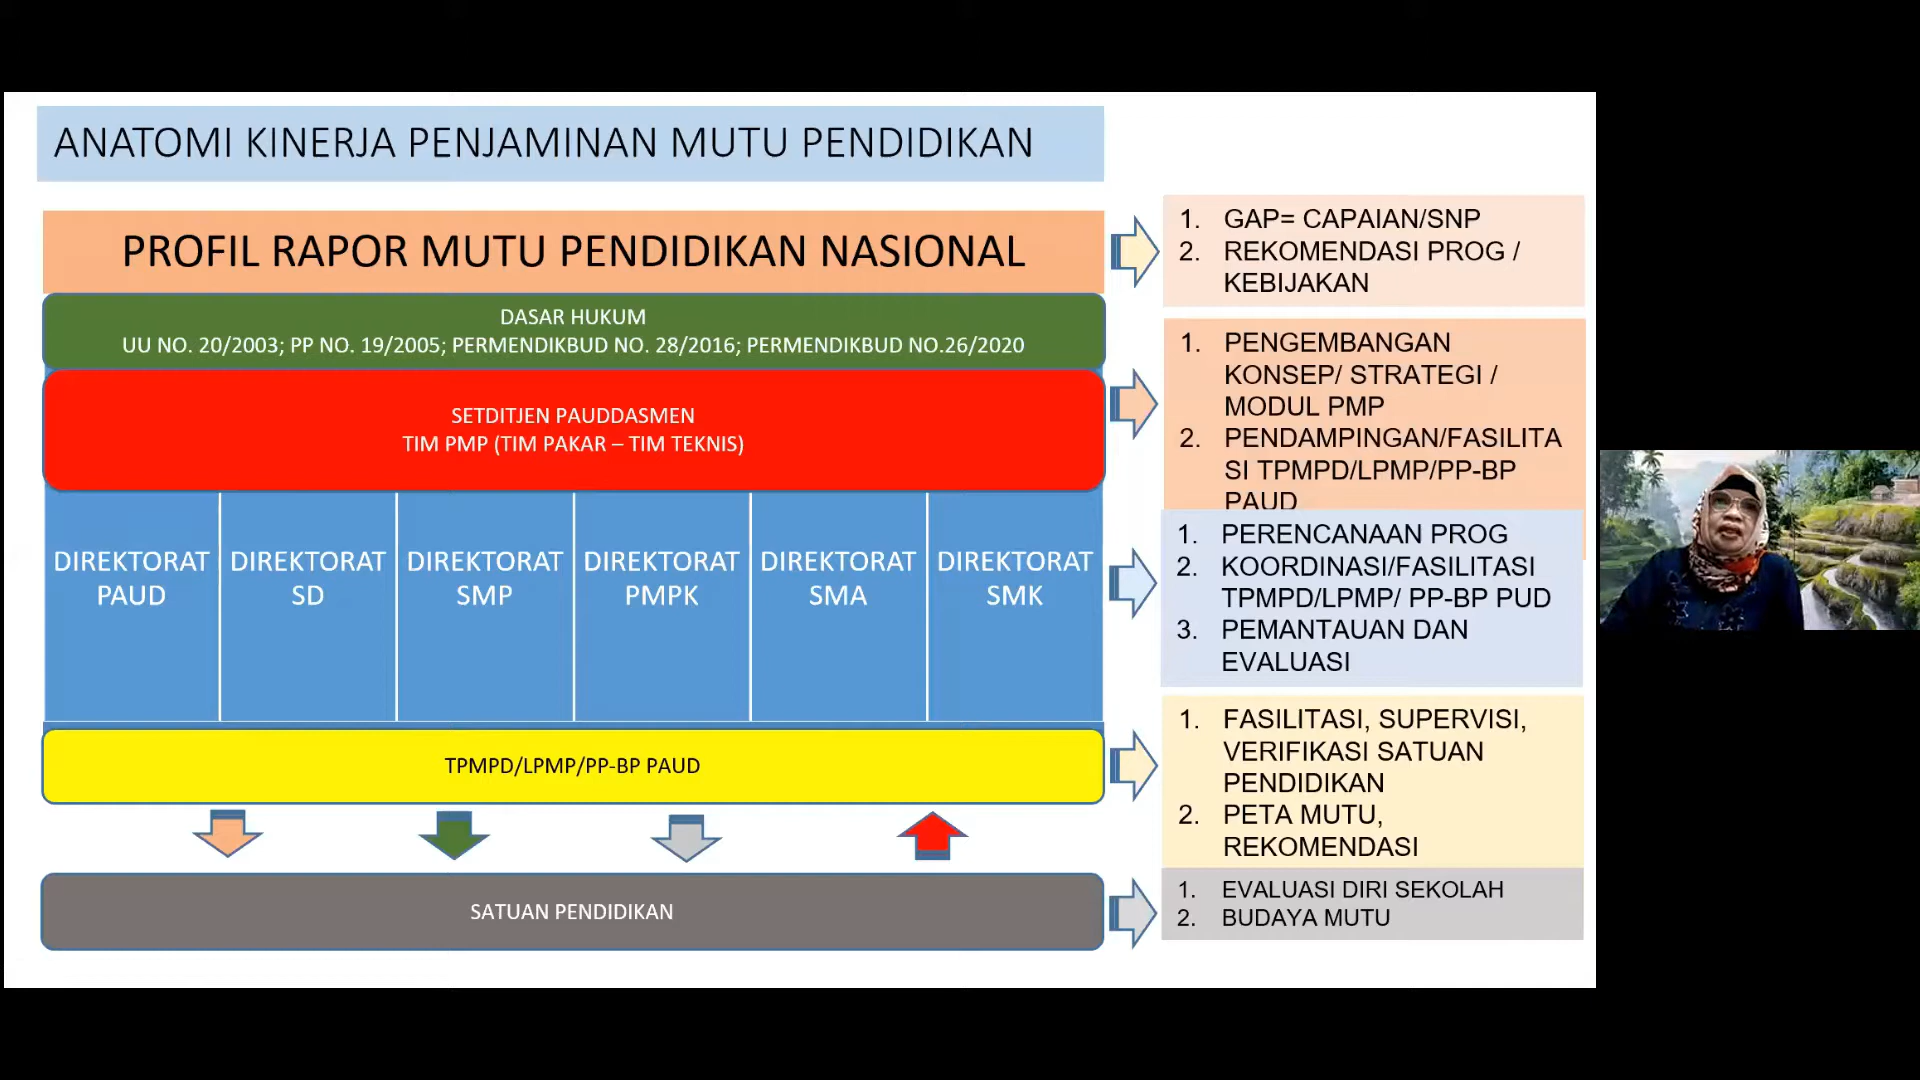 ANATOMI KINERJA PENJAMINAN MUTU PENDIDIKAN
PROFIL RAPOR MUTU PENDIDIKAN NASIONAL
1. GAP= CAPAIAN/SNP
2. REKOMENDASI PROG /
KEBIJAKAN
DASAR HUKUM
UU NO. 20/2003; PP NO. 19/2005; PERMENDIKBUD NO. 28/2016; PERMENDIKBUD NO.26/2020
SETDITJEN PAUDDASMEN
TIM PMP (TIM PAKAR – TIM TEKNIS)
1. PENGEMBANGAN
KONSEP/ STRATEGI /
MODUL PMP
2. PENDAMPINGAN/FASILITA
SI TPMPD/LPMP/PP-BP
PAUD
DIREKTORAT
PAUD
DIREKTORAT
SD
DIREKTORAT
SMP
DIREKTORAT
PMPK
DIREKTORAT
SMA
DIREKTORAT
SMK
1. PERENCANAAN PROG
2. KOORDINASI/FASILITASI
TPMPD/LPMP/ PP-BP PUD
3. PEMANTAUAN DAN
EVALUASI
TPMPD/LPMP/PP-BP PAUD
1. FASILITASI, SUPERVISI,
VERIFIKASI SATUAN
PENDIDIKAN
2. PETA MUTU,
REKOMENDASI
SATUAN PENDIDIKAN
1. EVALUASI DIRI SEKOLAH
2. BUDAYA MUTU